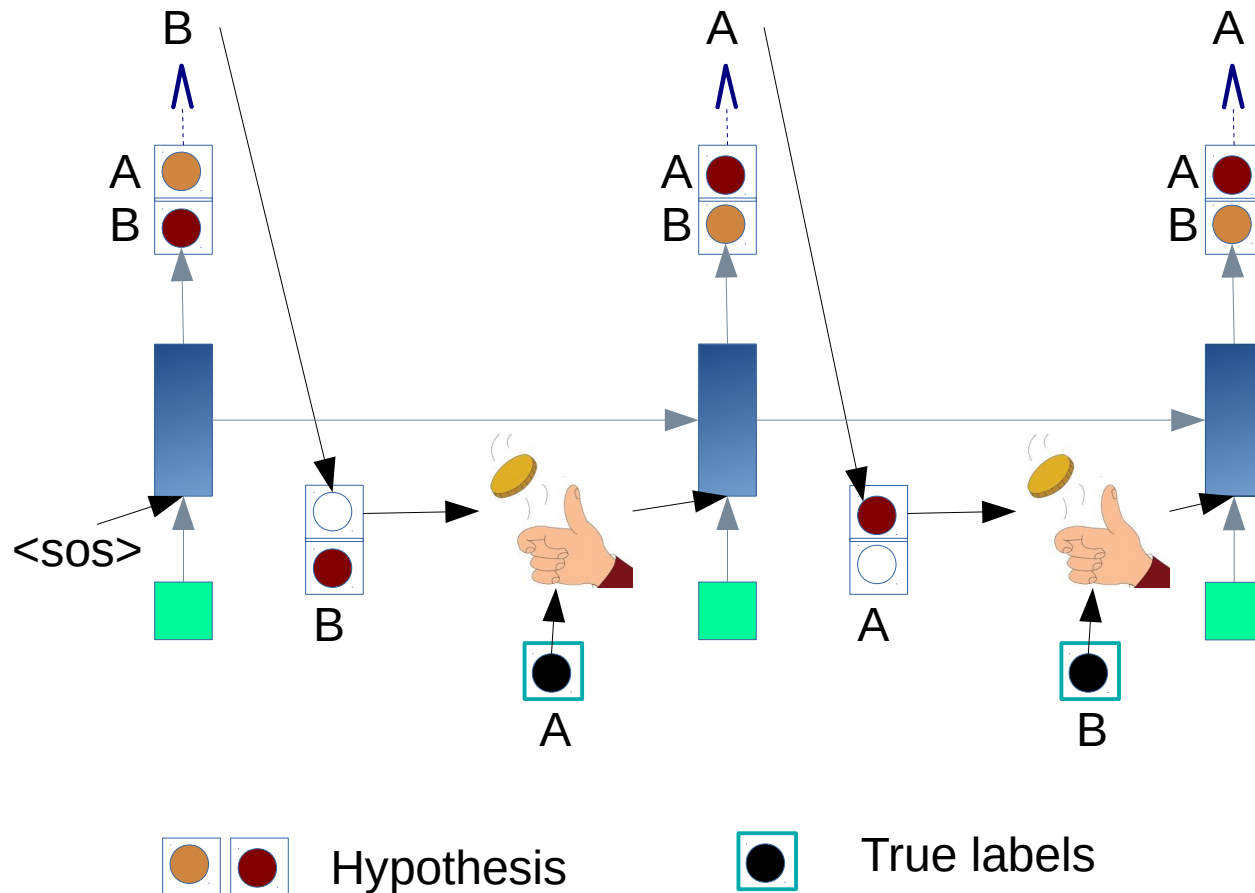 B A A
A A A
B B B
<sos>
B A
A B
Hypothesis True labels